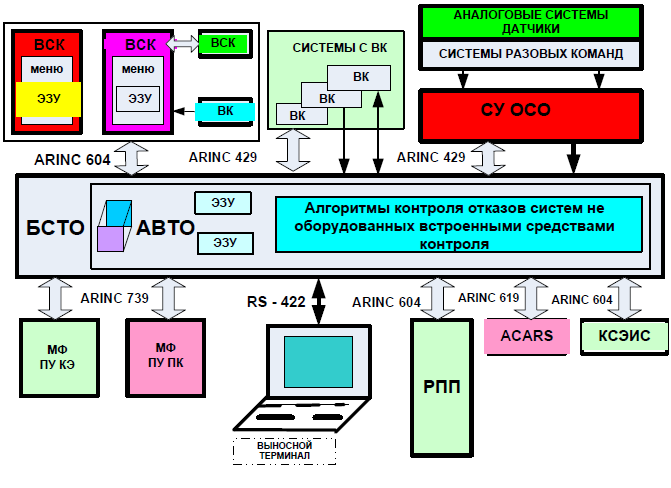 ВСК
меню
ЭЗУ
ВСК
меню
ЭЗУ
ВСК
ВК
СИСТЕМЫ С ВК
ВК
ВК
ВК
АНАЛОГОВЫЕ СИСТЕМЫ
ДАТЧИКИ
СИСТЕМЫ РАЗОВЫХ КОМАНД
СУ ОСО
ARINC 604
ARINC 429
ARINC 429
БСТО
АВТО
ЭЗУ
ЭЗУ
Алгоритмы контроля отказов систем не
оборудованных встроенными средствами
контроля
ARINC 739
RS - 422
ARINC 604
ARINC 619
ARINC 604
МФ
ПУ КЭ
МФ
ПУ ПК
РПП
ACARS
КСЭИС
ВЫНОСНОЙ
ТЕРМИНАЛ